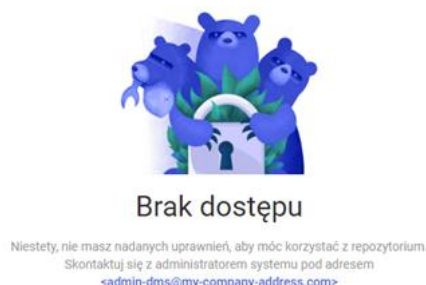 Brak dostępu
Niestety, nie masz nadanych uprawnień, aby móc korzystać z repozytorium.
Skontaktuj się z administratorem systemu pod adresem
<admin-dms@my-company-address.com>